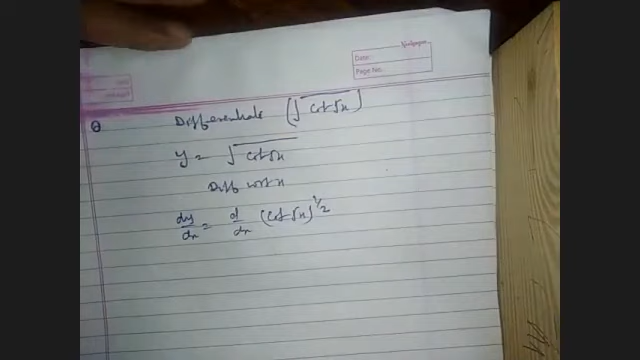 Date:
Page No.
Q Differentiate (√cot√x)
y = √cot√x
Diff w.r.t x
dy/dx = d/dx (cot√x)^1/2